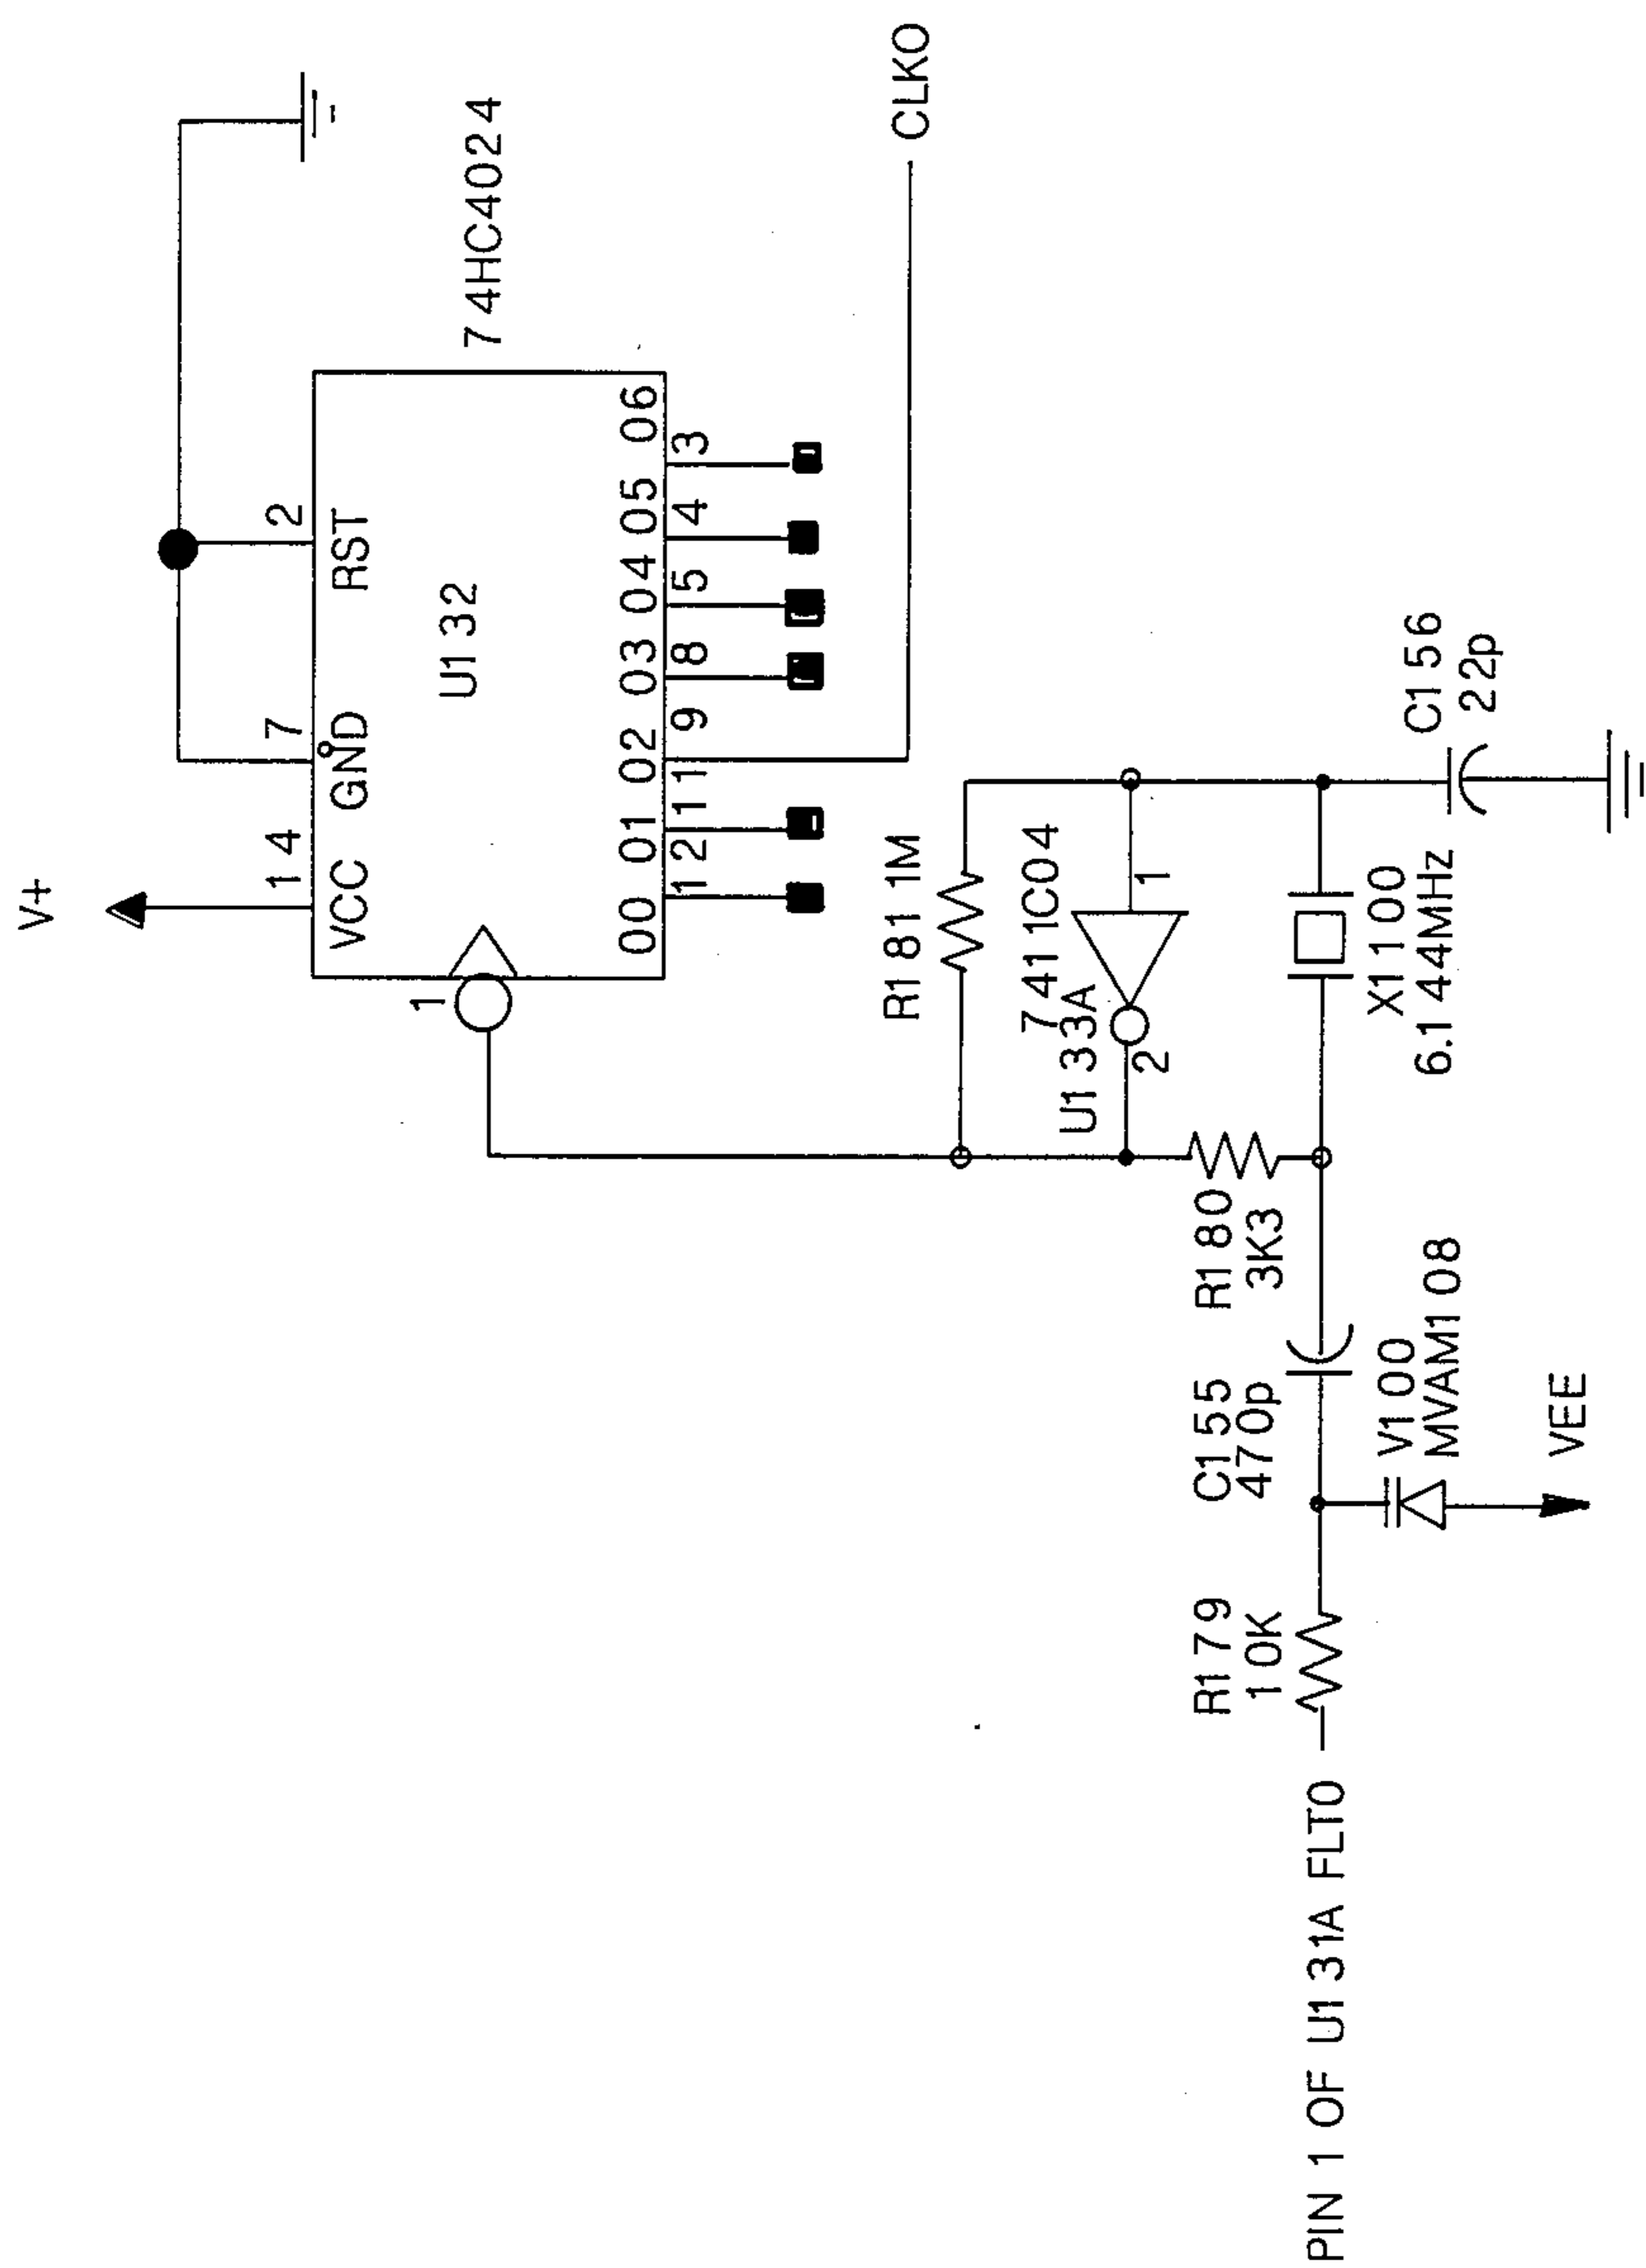 V+
14
7
2
VCC
GND
RST
1
U132
74HC4024
00
01
02
03
04
05
06
12
11
9
8
5
4
3
CLKO
R181 1M
7411C04
U133A
1
2
R180
3K3
X1100
6.144MHz
C156
22p
C155
470p
V100
MVAM108
VEE
R179
10K
PIN 1 OF U131A FLTO